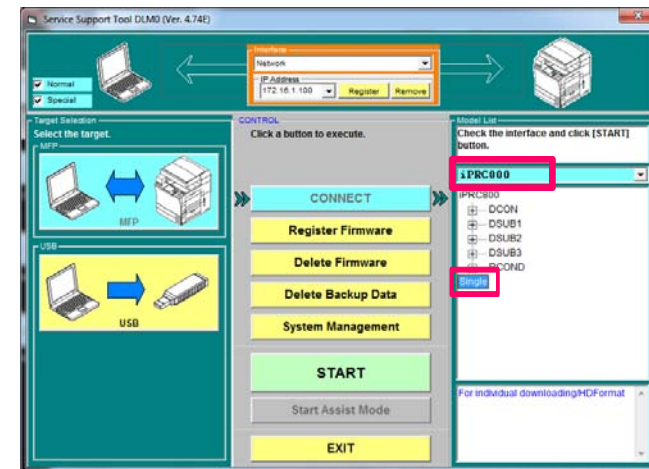 Service Support Tool DLM0 (Ver. 4.74E)
Normal
Special
Interface
Network
IP Address
172.16.1.100
Register
Remove
Target Selection
Select the target.
MFP
MFP
USB
USB
CONTROL
Click a button to execute.
CONNECT
Register Firmware
Delete Firmware
Delete Backup Data
System Management
START
Start Assist Mode
EXIT
Model List
Check the interface and click [START]
button.
iPRC800
iPRC800
DCON
DSUB1
DSUB2
DSUB3
RCOND
Single
For individual downloading/HDFormat